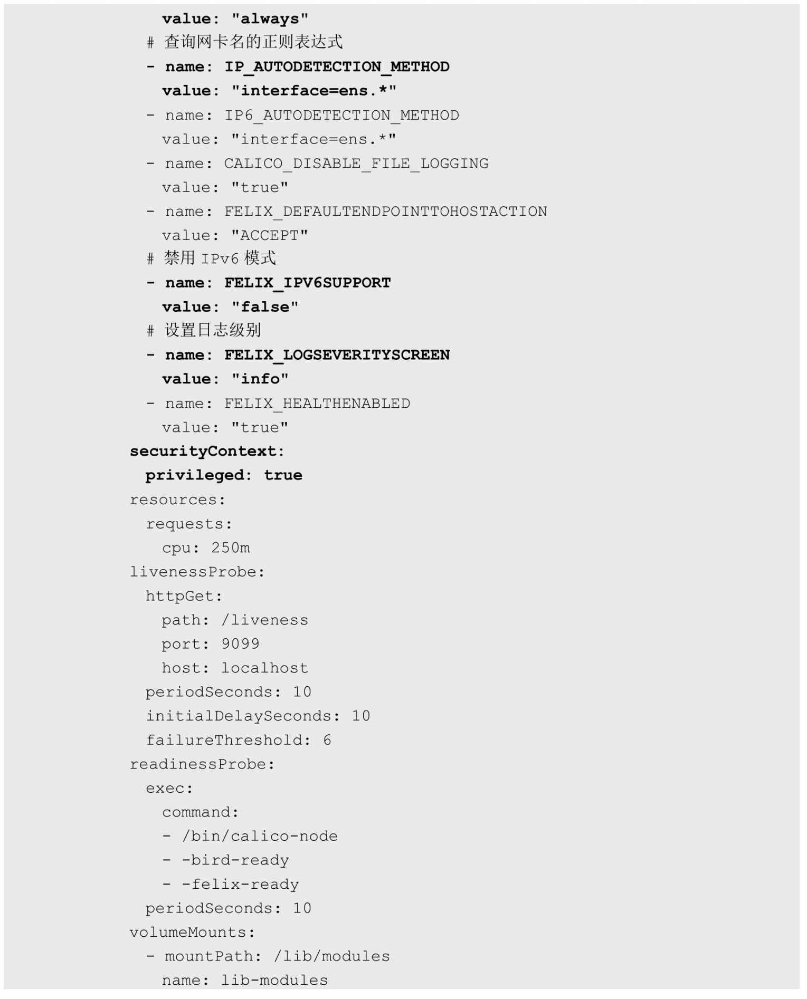 value: "always"
# 查询网卡名的正则表达式
- name: IP_AUTODETECTION_METHOD
value: "interface=ens.*"
- name: IP6_AUTODETECTION_METHOD
value: "interface=ens.*"
- name: CALICO_DISABLE_FILE_LOGGING
value: "true"
- name: FELIX_DEFAULTENDPOINTTOHOSTACTION
value: "ACCEPT"
# 禁用 IPv6 模式
- name: FELIX_IPV6SUPPORT
value: "false"
# 设置日志级别
- name: FELIX_LOGSEVERITYSCREEN
value: "info"
- name: FELIX_HEALTHENABLED
value: "true"
securityContext:
privileged: true
resources:
requests:
cpu: 250m
livenessProbe:
httpGet:
path: /liveness
port: 9099
host: localhost
periodSeconds: 10
initialDelaySeconds: 10
failureThreshold: 6
readinessProbe:
exec:
command:
- /bin/calico-node
- -bird-ready
- -felix-ready
periodSeconds: 10
volumeMounts:
- mountPath: /lib/modules
name: lib-modules